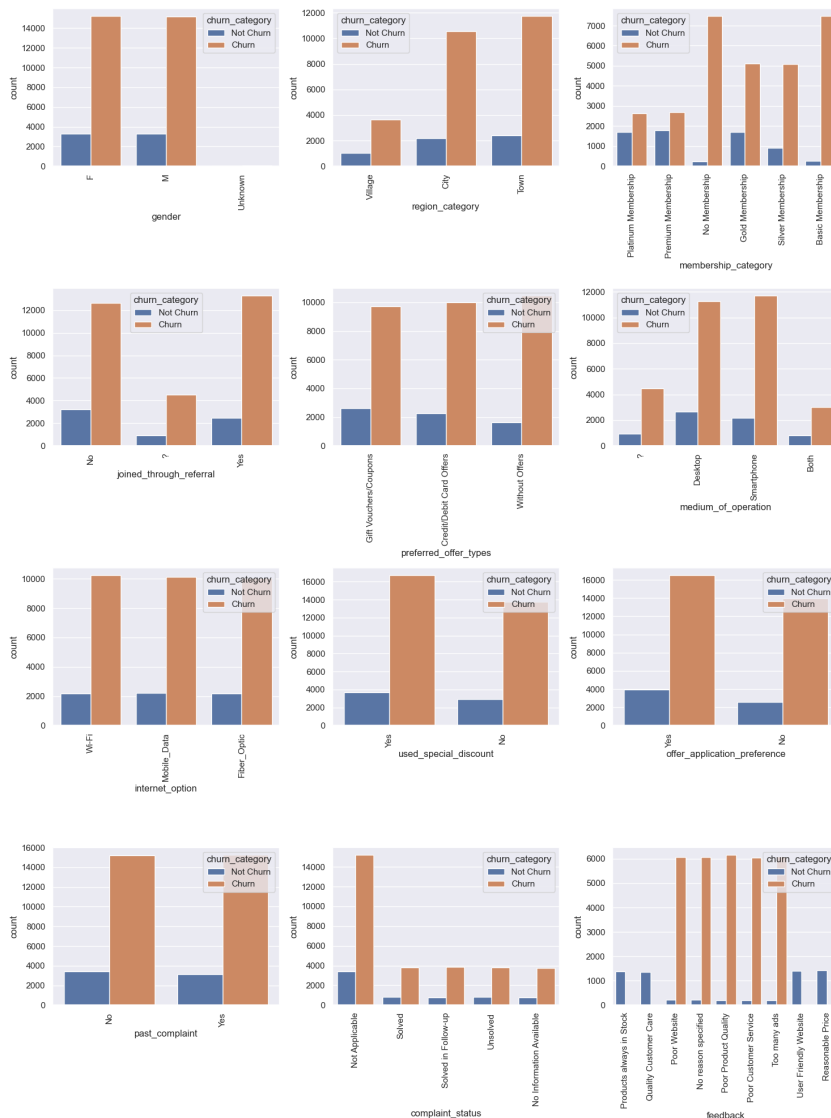 churn_category
Not Churn
Churn
14000
12000
10000
8000
6000
4000
2000
0
count
F
M
Unknown
gender
churn_category
Not Churn
Churn
12000
10000
8000
6000
4000
2000
0
count
Village
City
Town
region_category
churn_category
Not Churn
Churn
7000
6000
5000
4000
3000
2000
1000
0
count
Platinum Membership
Premium Membership
No Membership
Gold Membership
Silver Membership
Basic Membership
membership_category
churn_category
Not Churn
Churn
12000
10000
8000
6000
4000
2000
0
count
No
?
Yes
joined_through_referral
churn_category
Not Churn
Churn
10000
8000
6000
4000
2000
0
count
Gift Vouchers/Coupons
Credit/Debit Card Offers
Without Offers
preferred_offer_types
churn_category
Not Churn
Churn
12000
10000
8000
6000
4000
2000
0
count
?
Desktop
Smartphone
Both
medium_of_operation
churn_category
Not Churn
Churn
10000
8000
6000
4000
2000
0
count
Wi-Fi
Mobile_Data
Fiber_Optic
internet_option
churn_category
Not Churn
Churn
16000
14000
12000
10000
8000
6000
4000
2000
0
count
Yes
No
used_special_discount
churn_category
Not Churn
Churn
16000
14000
12000
10000
8000
6000
4000
2000
0
count
Yes
No
offer_application_preference
churn_category
Not Churn
Churn
16000
14000
12000
10000
8000
6000
4000
2000
0
count
No
Yes
past_complaint
churn_category
Not Churn
Churn
14000
12000
10000
8000
6000
4000
2000
0
count
Not Applicable
Solved
Solved in Follow-up
Unsolved
No Information Available
complaint_status
churn_category
Not Churn
Churn
6000
5000
4000
3000
2000
1000
0
count
Products always in Stock
Quality Customer Care
Poor Website
No reason specified
Poor Product Quality
Poor Customer Service
Too many ads
User Friendly Website
Reasonable Price
feedback